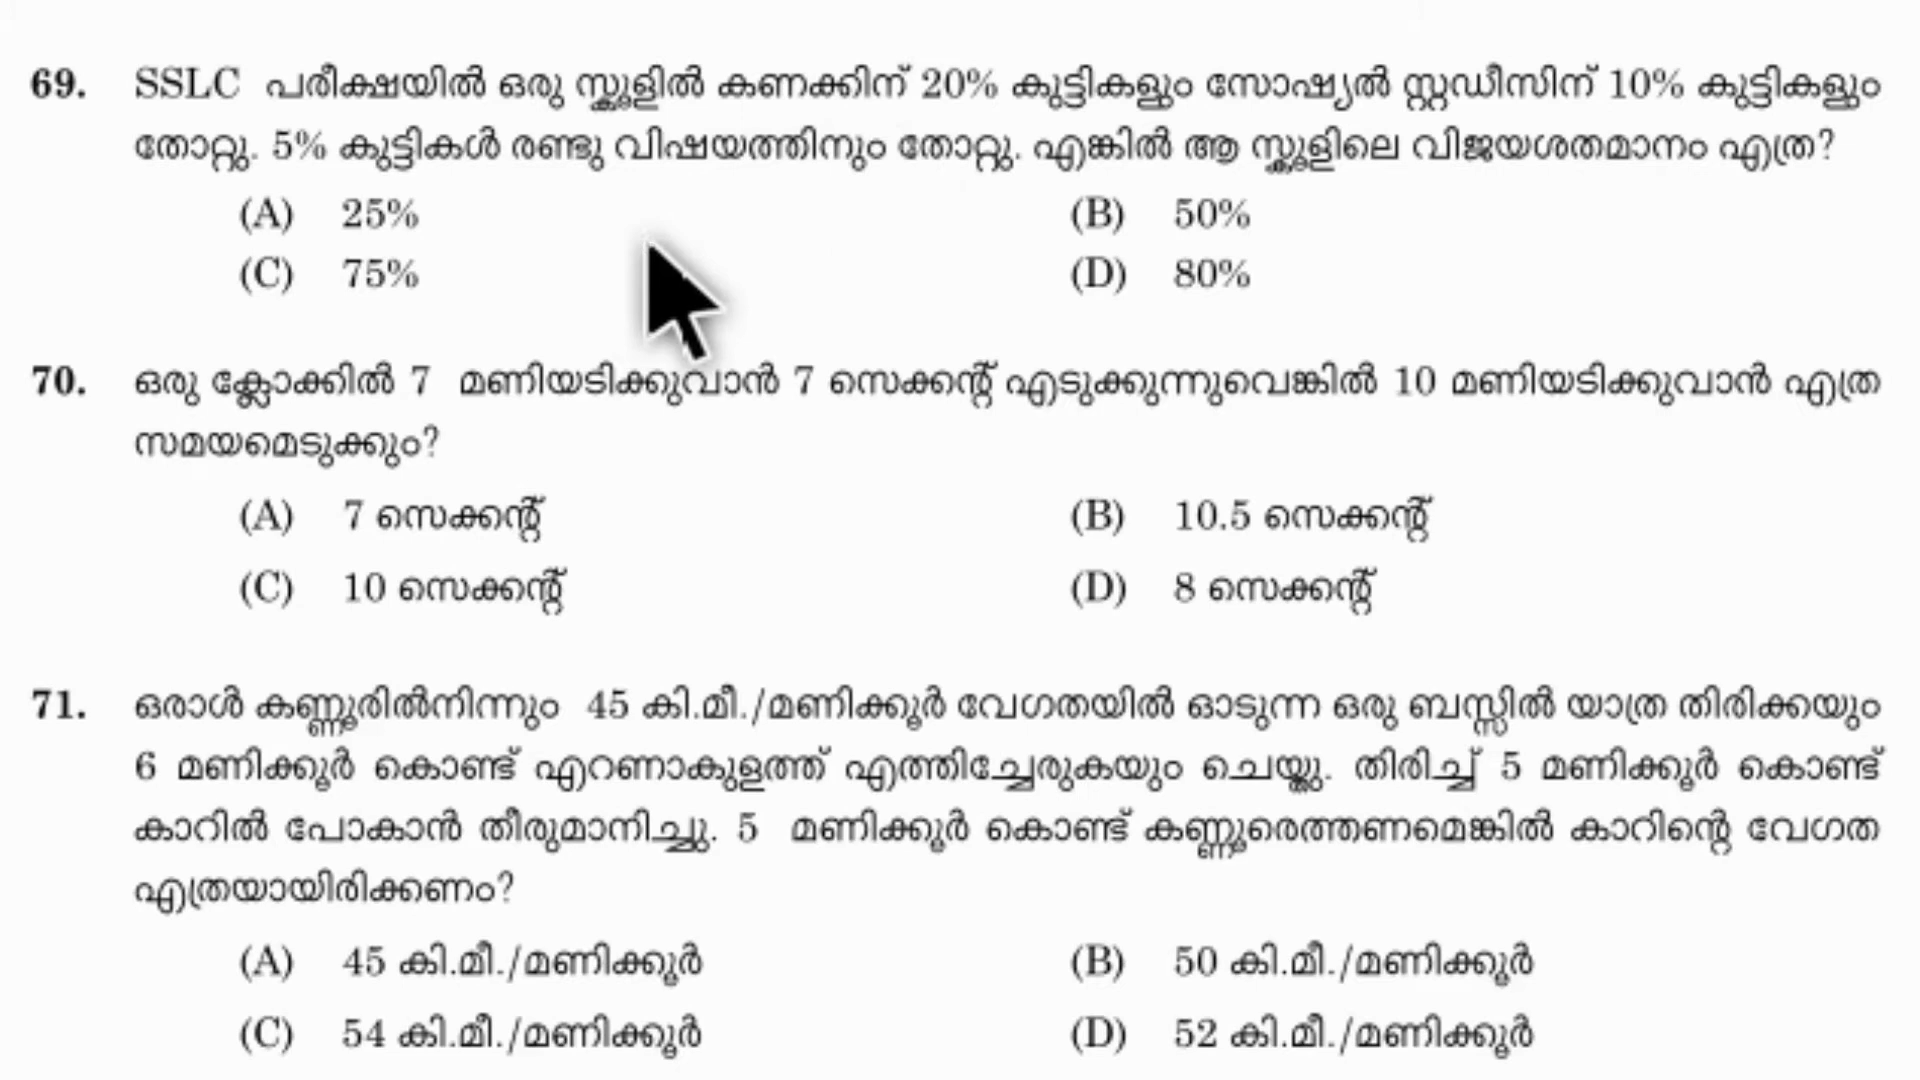 69. SSLC പരീക്ഷയിൽ ഒരു സ്കൂളിൽ കണക്കിന് 20% കുട്ടികളും സോഷ്യൽ സ്റ്റഡീസിന് 10% കുട്ടികളും
തോറ്റു. 5% കുട്ടികൾ രണ്ടു വിഷയത്തിനും തോറ്റു. എങ്കിൽ ആ സ്കൂളിലെ വിജയശതമാനം എത്ര?
(A) 25% (B) 50%
(C) 75% (D) 80%
70. ഒരു ക്ലോക്കിൽ 7 മണിയടിക്കുവാൻ 7 സെക്കന്റ് എടുക്കുന്നുവെങ്കിൽ 10 മണിയടിക്കുവാൻ എത്ര
സമയമെടുക്കും?
(A) 7 സെക്കന്റ് (B) 10.5 സെക്കന്റ്
(C) 10 സെക്കന്റ് (D) 8 സെക്കന്റ്
71. ഒരാൾ കണ്ണൂരിൽനിന്നും 45 കി.മീ./മണിക്കൂർ വേഗതയിൽ ഓടുന്ന ഒരു ബസ്സിൽ യാത്ര തിരിക്കയും
6 മണിക്കൂർ കൊണ്ട് എറണാകുളത്ത് എത്തിച്ചേരുകയും ചെയ്തു. തിരിച്ച് 5 മണിക്കൂർ കൊണ്ട്
കാറിൽ പോകാൻ തീരുമാനിച്ചു. 5 മണിക്കൂർ കൊണ്ട് കണ്ണൂരെത്തണമെങ്കിൽ കാറിന്റെ വേഗത
എത്രയായിരിക്കണം?
(A) 45 കി.മീ./മണിക്കൂർ (B) 50 കി.മീ./മണിക്കൂർ
(C) 54 കി.മീ./മണിക്കൂർ (D) 52 കി.മീ./മണിക്കൂർ